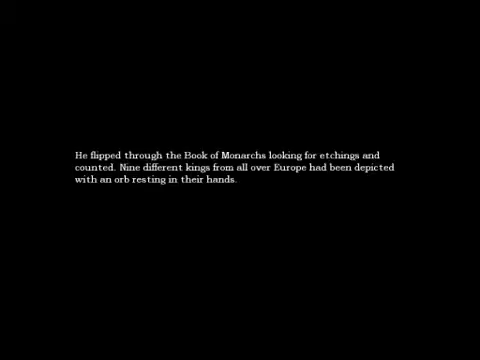 He flipped through the Book of Monarchs looking for etchings and
counted. Nine different kings from all over Europe had been depicted
with an orb resting in their hands.